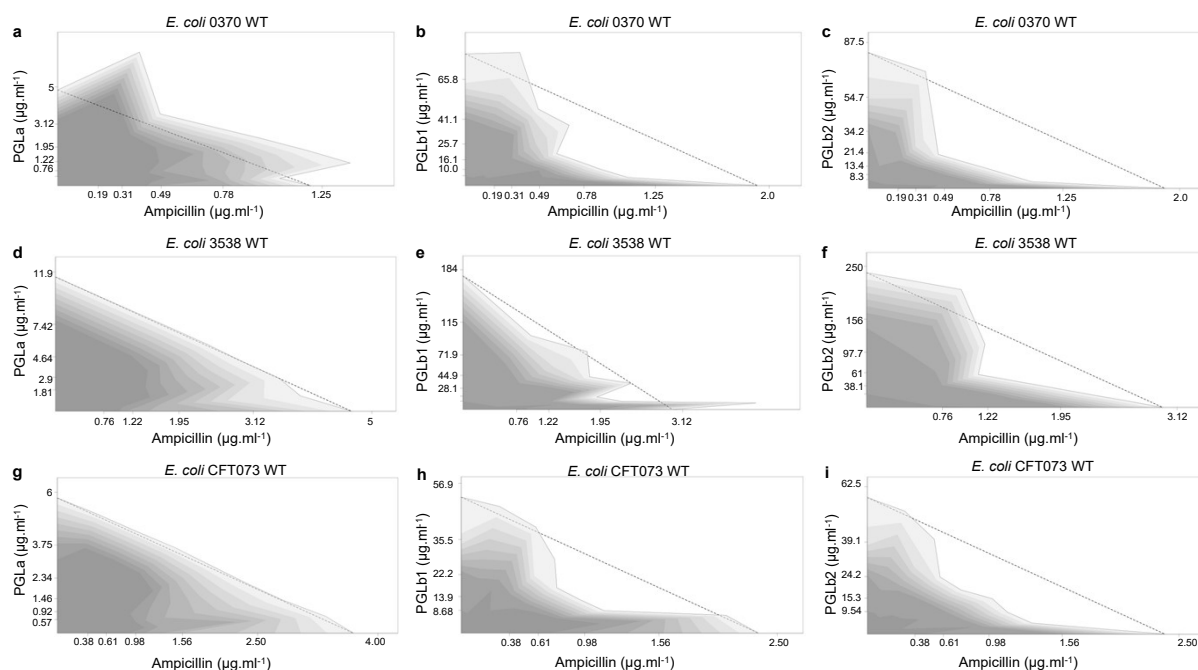 E. coli 0370 WT
a
PGLa (µg.ml-1)
5
3.12
1.95
1.22
0.76
0.19 0.31 0.49 0.78 1.25
Ampicillin (µg.ml-1)
E. coli 0370 WT
b
PGLb1 (µg.ml-1)
65.8
41.1
25.7
16.1
10.0
0.19 0.31 0.49 0.78 1.25 2.0
Ampicillin (µg.ml-1)
E. coli 0370 WT
c
PGLb2 (µg.ml-1)
87.5
54.7
34.2
21.4
13.4
8.3
0.19 0.31 0.49 0.78 1.25 2.0
Ampicillin (µg.ml-1)
E. coli 3538 WT
d
PGLa (µg.ml-1)
11.9
7.42
4.64
2.9
1.81
0.76 1.22 1.95 3.12 5
Ampicillin (µg.ml-1)
E. coli 3538 WT
e
PGLb1 (µg.ml-1)
184
115
71.9
44.9
28.1
0.76 1.22 1.95 3.12
Ampicillin (µg.ml-1)
E. coli 3538 WT
f
PGLb2 (µg.ml-1)
250
156
97.7
61
38.1
0.76 1.22 1.95 3.12
Ampicillin (µg.ml-1)
E. coli CFT073 WT
g
PGLa (µg.ml-1)
6
3.75
2.34
1.46
0.92
0.57
0.38 0.61 0.98 1.56 2.50 4.00
Ampicillin (µg.ml-1)
E. coli CFT073 WT
h
PGLb1 (µg.ml-1)
56.9
35.5
22.2
13.9
8.68
0.38 0.61 0.98 1.56 2.50
Ampicillin (µg.ml-1)
E. coli CFT073 WT
i
PGLb2 (µg.ml-1)
62.5
39.1
24.2
15.3
9.54
0.38 0.61 0.98 1.56 2.50
Ampicillin (µg.ml-1)